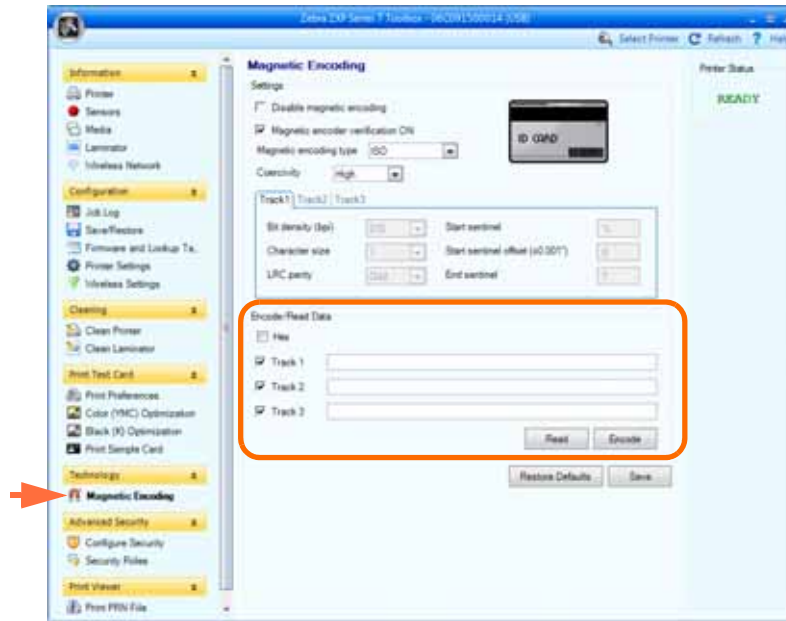 Zebra ZXP Series 7 Toolbox - 06C091500014 (USB)
Select Printer Refresh ? Help
Information
Printer
Sensors
Media
Laminator
Wireless Network
Configuration
Job Log
Save/Restore
Firmware and Lookup Ta..
Printer Settings
Wireless Settings
Cleaning
Clean Printer
Clean Laminator
Print Test Card
Print Preferences
Color (YMC) Optimization
Black (K) Optimization
Print Sample Card
Technology
Magnetic Encoding
Advanced Security
Configure Security
Security Roles
Print Viewer
Print PRN File
Magnetic Encoding
Settings
Disable magnetic encoding
Magnetic encoder verification ON
Magnetic encoding type ISO
Coercivity High
ID CARD
Track1 Track2 Track3
Bit density (bpi) Start sentinel %
Character size Start sentinel offset (±0.001")
LRC parity End sentinel ?
Encode/Read Data
Hex
Track 1
Track 2
Track 3
Read Encode
Restore Defaults Save
Printer Status
READY